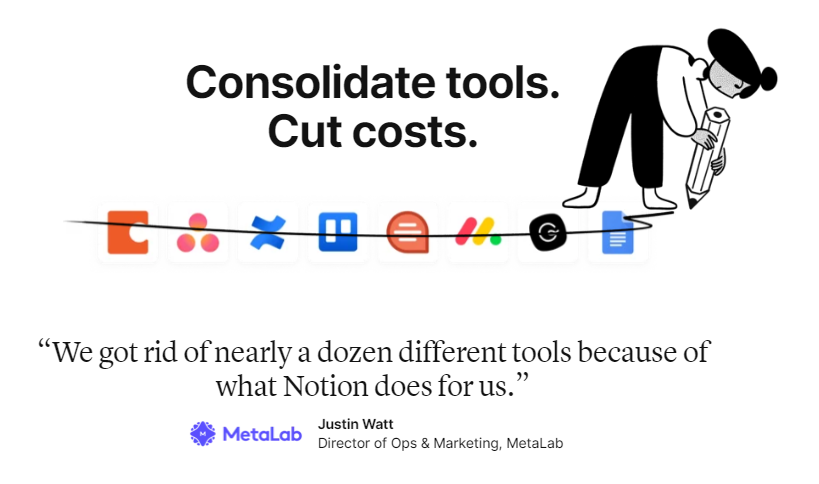 Consolidate tools.
Cut costs.
“We got rid of nearly a dozen different tools because of
what Notion does for us.”
MetaLab
Justin Watt
Director of Ops & Marketing, MetaLab